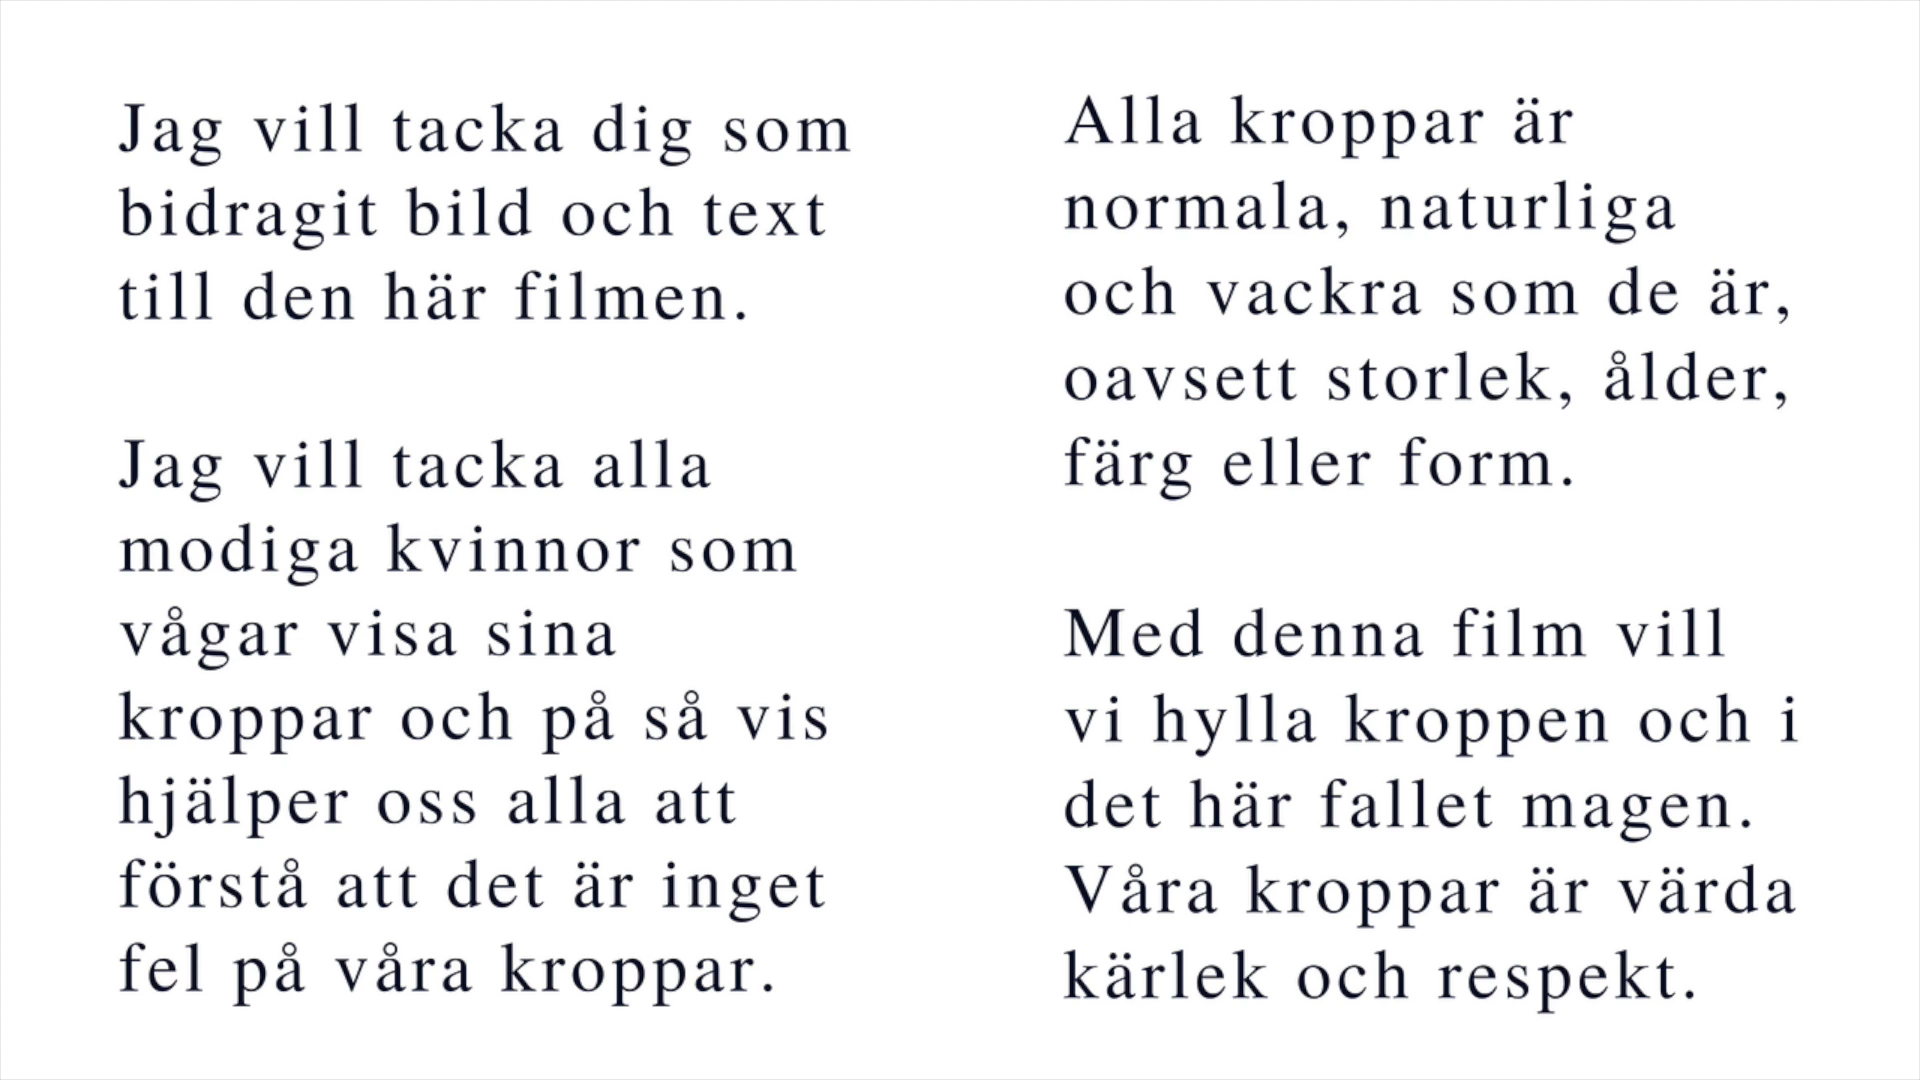 Jag vill tacka dig som
bidragit bild och text
till den här filmen.
Jag vill tacka alla
modiga kvinnor som
vågar visa sina
kroppar och på så vis
hjälper oss alla att
förstå att det är inget
fel på våra kroppar.
Alla kroppar är
normala, naturliga
och vackra som de är,
oavsett storlek, ålder,
färg eller form.
Med denna film vill
vi hylla kroppen och i
det här fallet magen.
Våra kroppar är värda
kärlek och respekt.